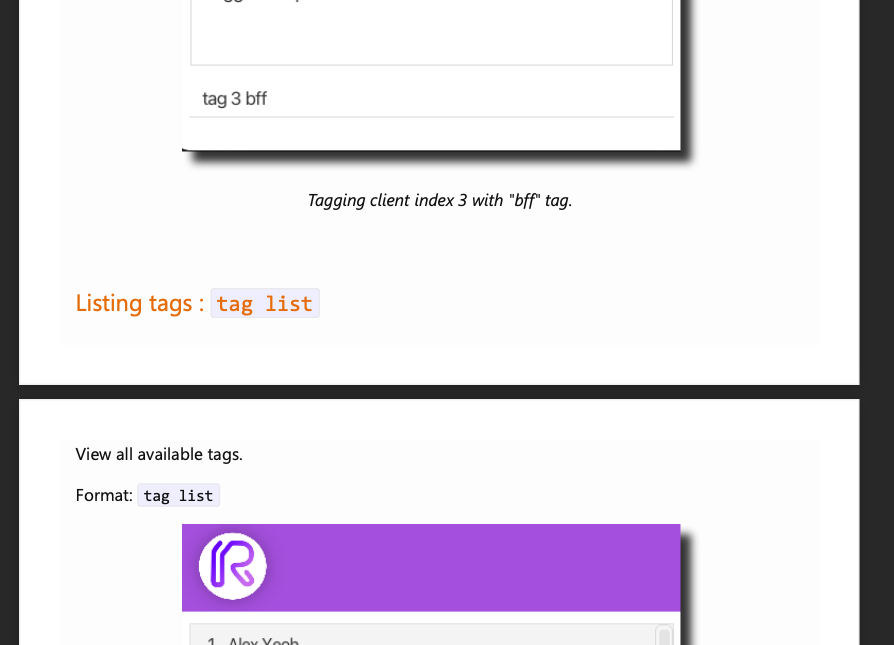 tag 3 bff
Tagging client index 3 with "bff" tag.
Listing tags : tag list
View all available tags.
Format: tag list
1. Alex Yeoh